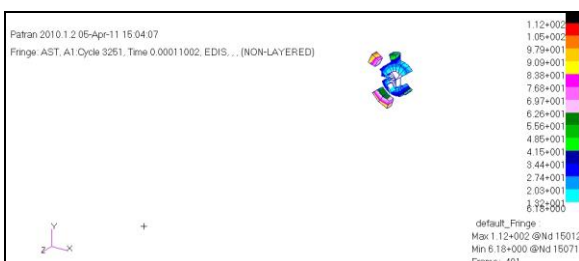 Patran 2010.1.2 05-Apr-11 15:04:07
Fringe: AST, A1:Cycle 3251, Time 0.00011002, EDIS, , , (NON-LAYERED)
1.12+002
1.05+002
9.79+001
9.09+001
8.38+001
7.68+001
6.97+001
6.26+001
5.56+001
4.85+001
4.15+001
3.44+001
2.74+001
2.03+001
1.32+001
6.18+000
Y
Z
X
default_Fringe :
Max 1.12+002 @Nd 15012
Min 6.18+000 @Nd 15071